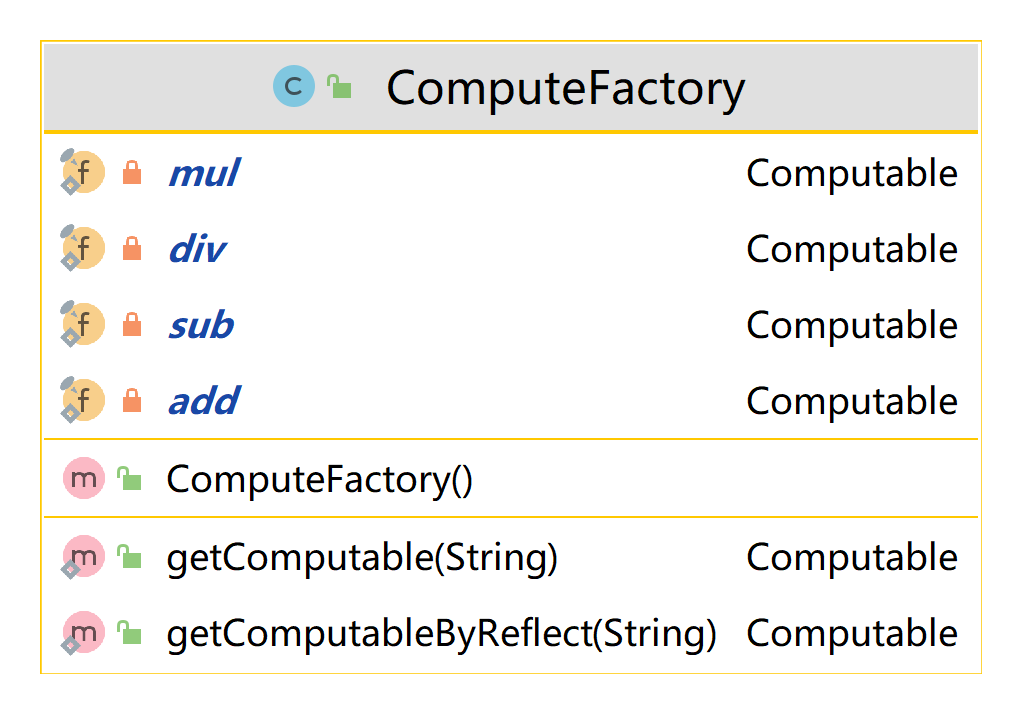 C ComputeFactory
f mul Computable
f div Computable
f sub Computable
f add Computable
m ComputeFactory()
m getComputable(String) Computable
m getComputableByReflect(String) Computable